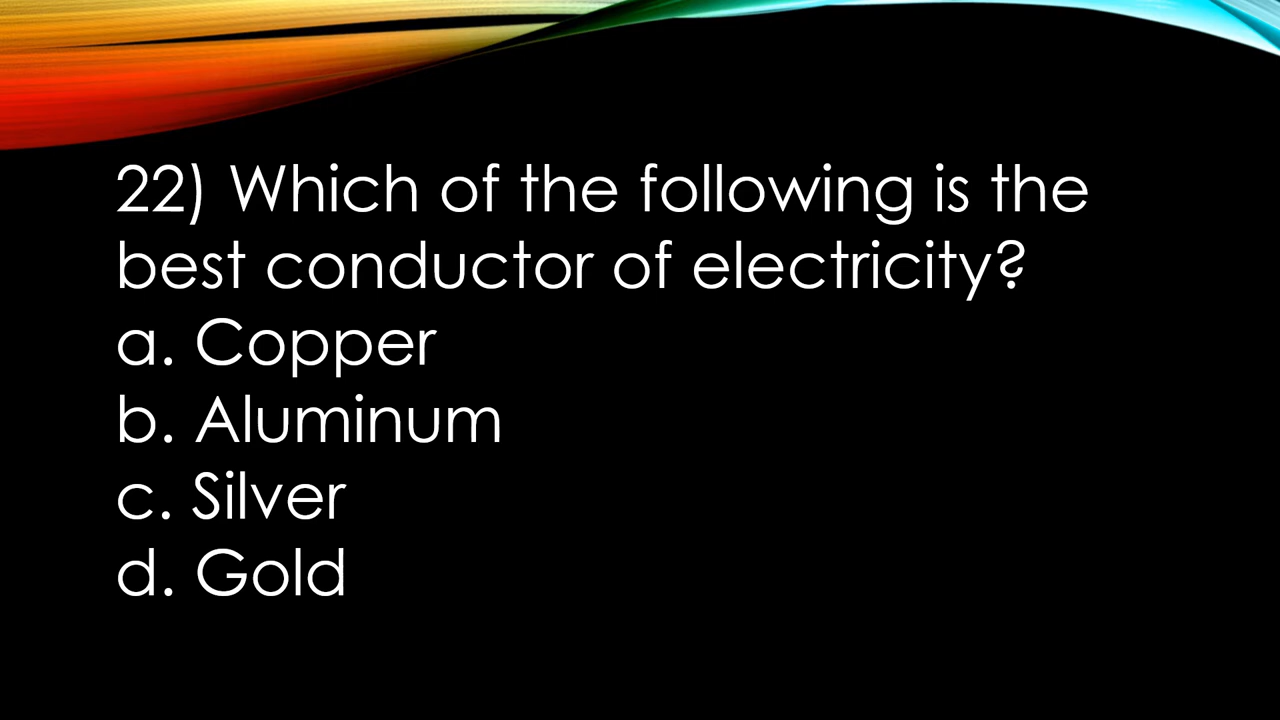 22) Which of the following is the
best conductor of electricity?
a. Copper
b. Aluminum
c. Silver
d. Gold